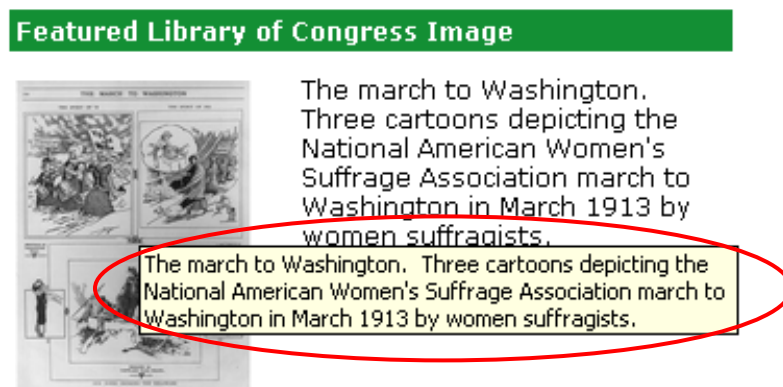 Featured Library of Congress Image
THE MARCH TO WASHINGTON
The march to Washington.
Three cartoons depicting the
National American Women's
Suffrage Association march to
Washington in March 1913 by
women suffragists.
The march to Washington.  Three cartoons depicting the
National American Women's Suffrage Association march to
Washington in March 1913 by women suffragists.